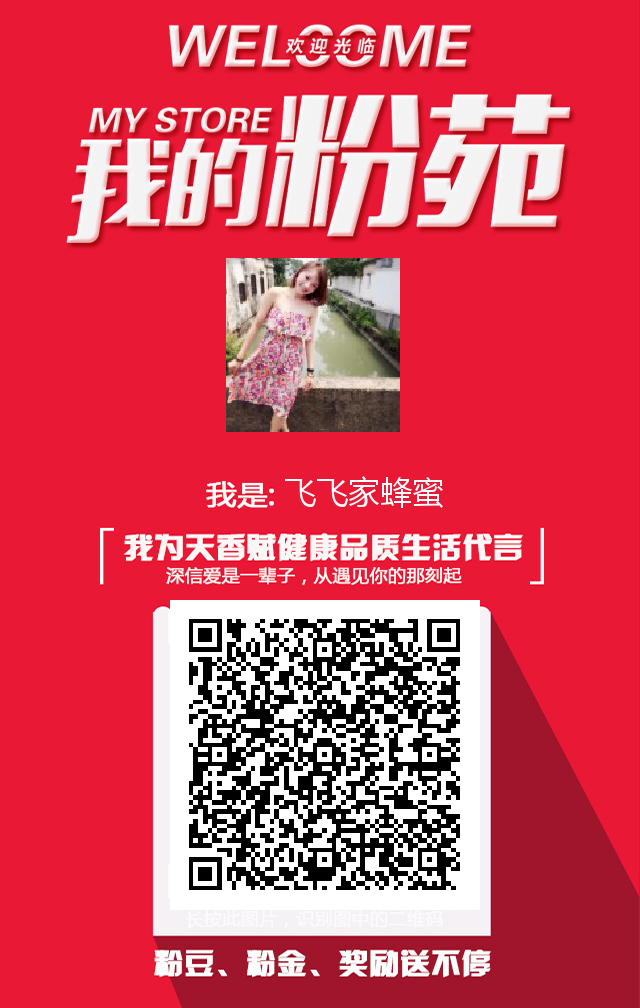 WELCOME
欢迎光临
MY STORE
我的粉苑
我是: 飞飞家蜂蜜
我为天香赋健康品质生活代言
深信爱是一辈子，从遇见你的那刻起
长按此图片，识别图中的二维码
粉豆、粉金、奖励送不停